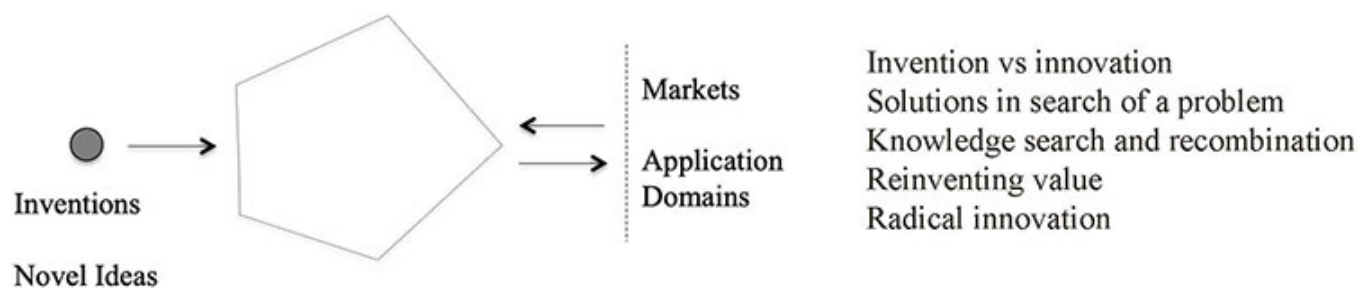 Inventions
Novel Ideas
Markets
Application
Domains
Invention vs innovation
Solutions in search of a problem
Knowledge search and recombination
Reinventing value
Radical innovation